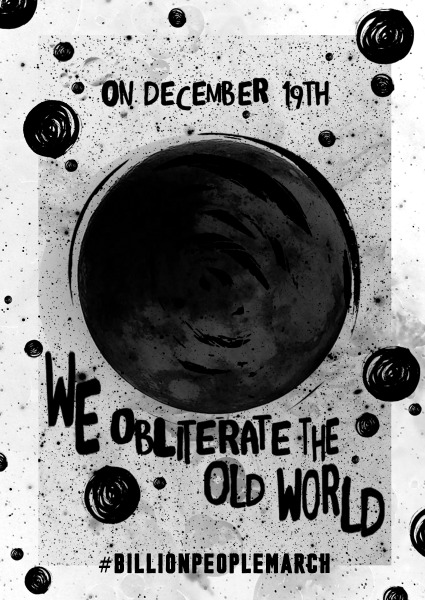 ON DECEMBER 19TH
WE OBLITERATE THE
OLD WORLD
#BILLIONPEOPLEMARCH